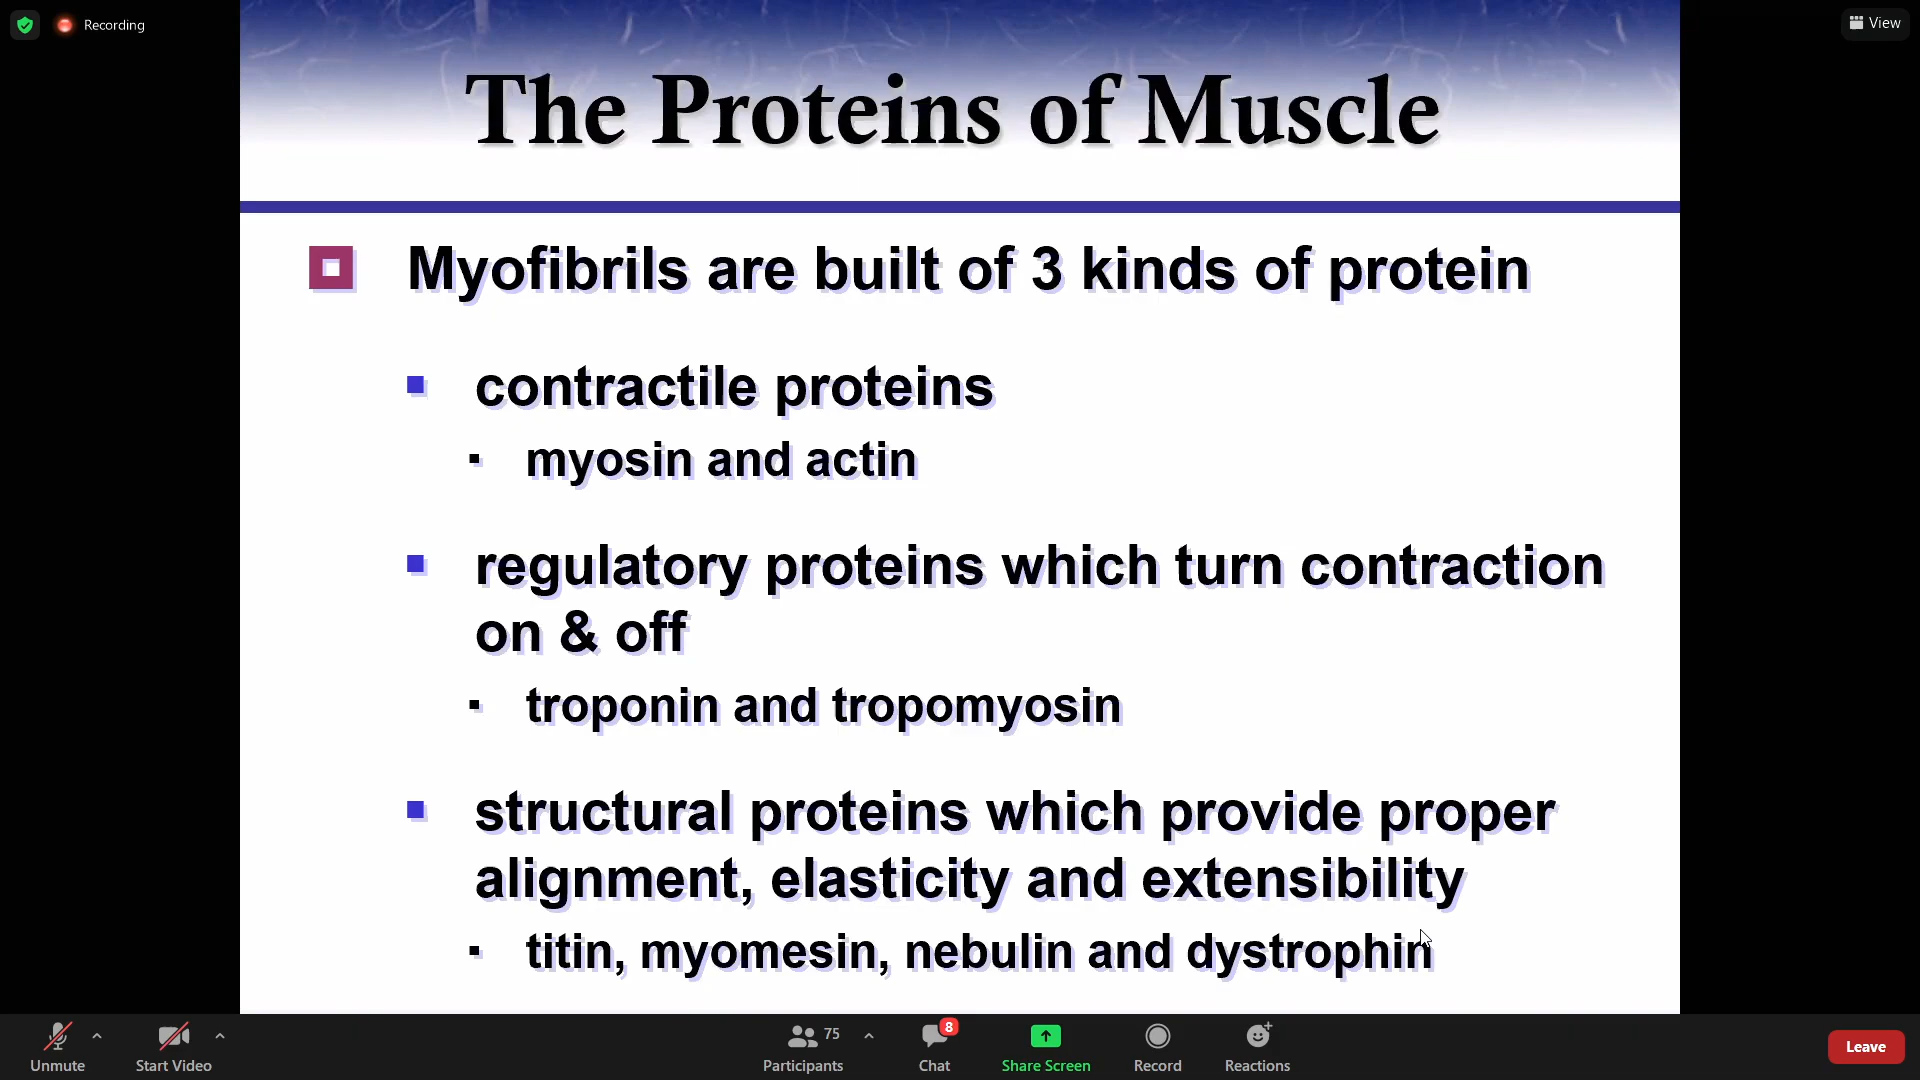 Recording
View
The Proteins of Muscle
Myofibrils are built of 3 kinds of protein
contractile proteins
myosin and actin
regulatory proteins which turn contraction
on & off
troponin and tropomyosin
structural proteins which provide proper
alignment, elasticity and extensibility
titin, myomesin, nebulin and dystrophin
Unmute
Start Video
75
Participants
8
Chat
Share Screen
Record
Reactions
Leave